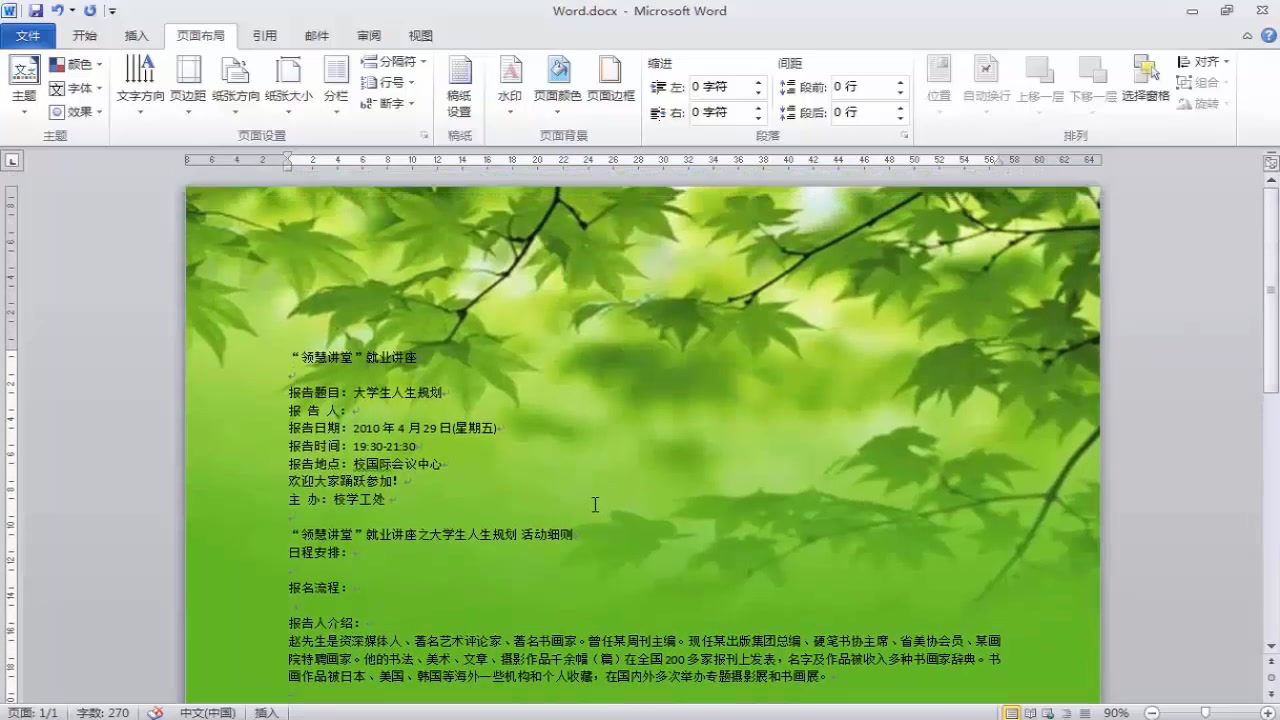 Word.docx - Microsoft Word
文件 开始 插入 页面布局 引用 邮件 审阅 视图
主题 颜色 字体 效果 文字方向 页边距 纸张方向 纸张大小 分栏 分隔符 行号 断字 稿纸设置 水印 页面颜色 页面边框 缩进 左: 0 字符 右: 0 字符 间距 段前: 0 行 段后: 0 行 位置 自动换行 上移一层 下移一层 选择窗格 对齐 组合 旋转
主题 页面设置 稿纸 页面背景 段落 排列
8 6 4 2 2 4 6 8 10 12 14 16 18 20 22 24 26 28 30 32 34 36 38 40 42 44 46 48 50 52 54 56 58 60 62 64
“领慧讲堂”就业讲座
报告题目：大学生人生规划
报 告 人：
报告日期：2010 年 4 月 29 日(星期五)
报告时间：19:30-21:30
报告地点：校国际会议中心
欢迎大家踊跃参加！
主 办：校学工处
“领慧讲堂”就业讲座之大学生人生规划 活动细则
日程安排：
报名流程：
报告人介绍：
赵先生是资深媒体人、著名艺术评论家、著名书画家。曾任某周刊主编。现任某出版集团总编、硬笔书协主席、省美协会员、某画
院特聘画家。他的书法、美术、文章、摄影作品千余幅（篇）在全国 200 多家报刊上发表，名字及作品被收入多种书画家辞典。书
画作品被日本、美国、韩国等海外一些机构和个人收藏，在国内外多次举办专题摄影展和书画展。
页面: 1/1 字数: 270 中文(中国) 插入 90%